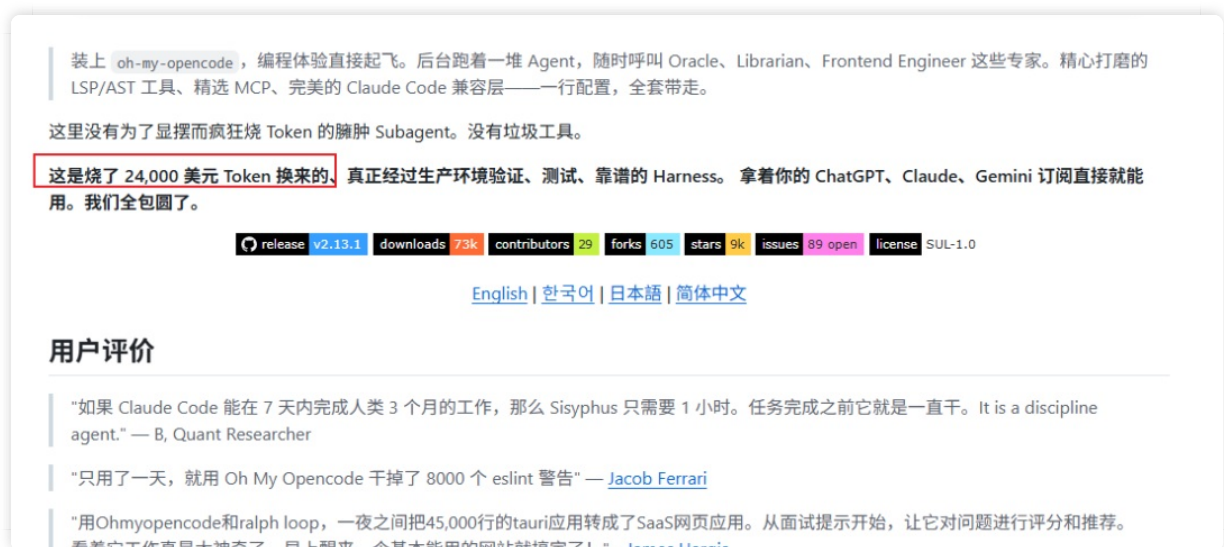 装上 oh-my-opencode ，编程体验直接起飞。后台跑着一堆 Agent，随时呼叫 Oracle、Librarian、Frontend Engineer 这些专家。精心打磨的
LSP/AST 工具、精选 MCP、完美的 Claude Code 兼容层——一行配置，全套带走。
这里没有为了显摆而疯狂烧 Token 的臃肿 Subagent。没有垃圾工具。
这是烧了 24,000 美元 Token 换来的、真正经过生产环境验证、测试、靠谱的 Harness。 拿着你的 ChatGPT、Claude、Gemini 订阅直接就能
用。我们全包圆了。
release v2.13.1 downloads 73k contributors 29 forks 605 stars 9k issues 89 open license SUL-1.0
English | 한국어 | 日本語 | 简体中文
用户评价
"如果 Claude Code 能在 7 天内完成人类 3 个月的工作，那么 Sisyphus 只需要 1 小时。任务完成之前它就是一直干。It is a discipline
agent." — B, Quant Researcher
"只用了一天，就用 Oh My Opencode 干掉了 8000 个 eslint 警告" — Jacob Ferrari
"用Ohmyopencode和ralph loop，一夜之间把45,000行的tauri应用转成了SaaS网页应用。从面试提示开始，让它对问题进行评分和推荐。